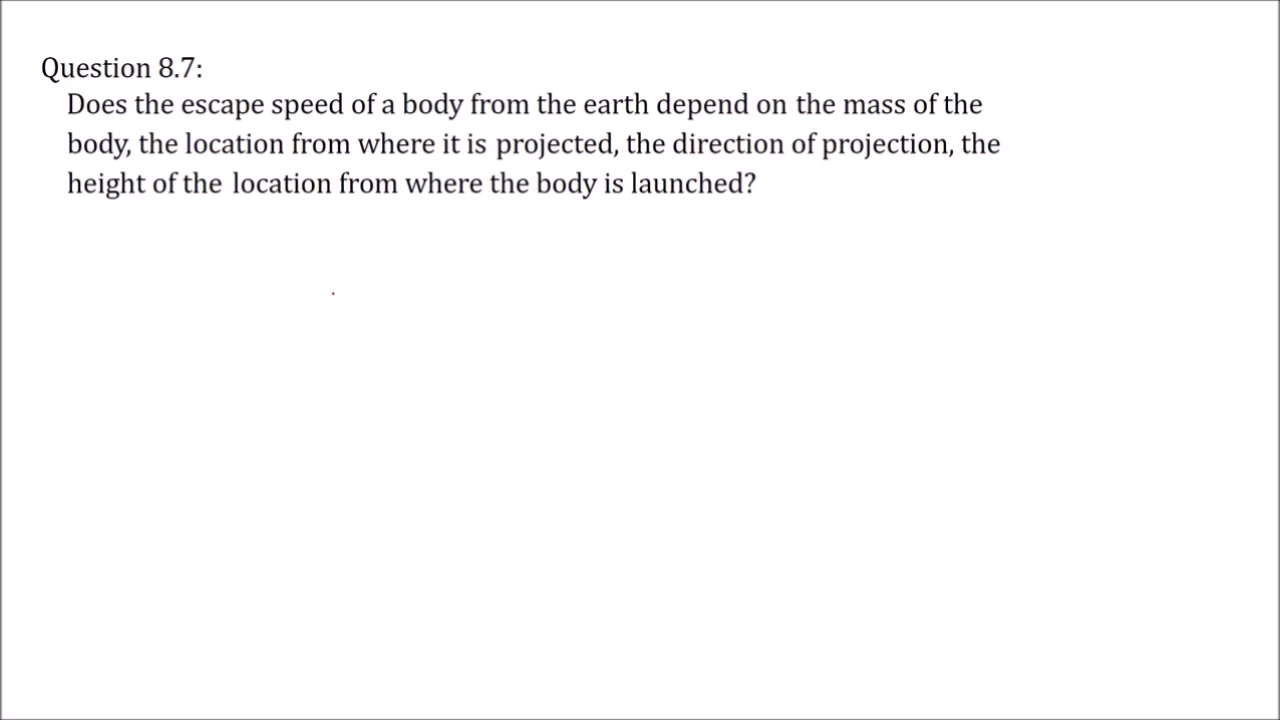 Question 8.7:
Does the escape speed of a body from the earth depend on the mass of the
body, the location from where it is projected, the direction of projection, the
height of the location from where the body is launched?